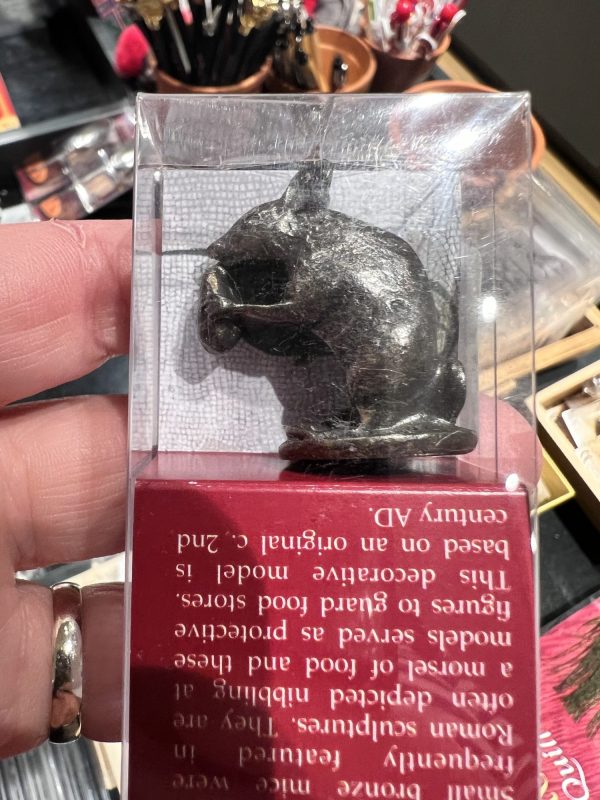 Small bronze mice were
frequently featured in
Roman sculptures. They are
often depicted nibbling at
a morsel of food and these
models served as protective
figures to guard food stores.
This decorative model is
based on an original c. 2nd
century AD.